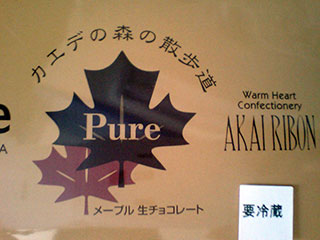 カエデの森の散歩道
Pure
メープル 生チョコレート
Warm Heart
Confectionery
AKAI RIBON
要冷蔵